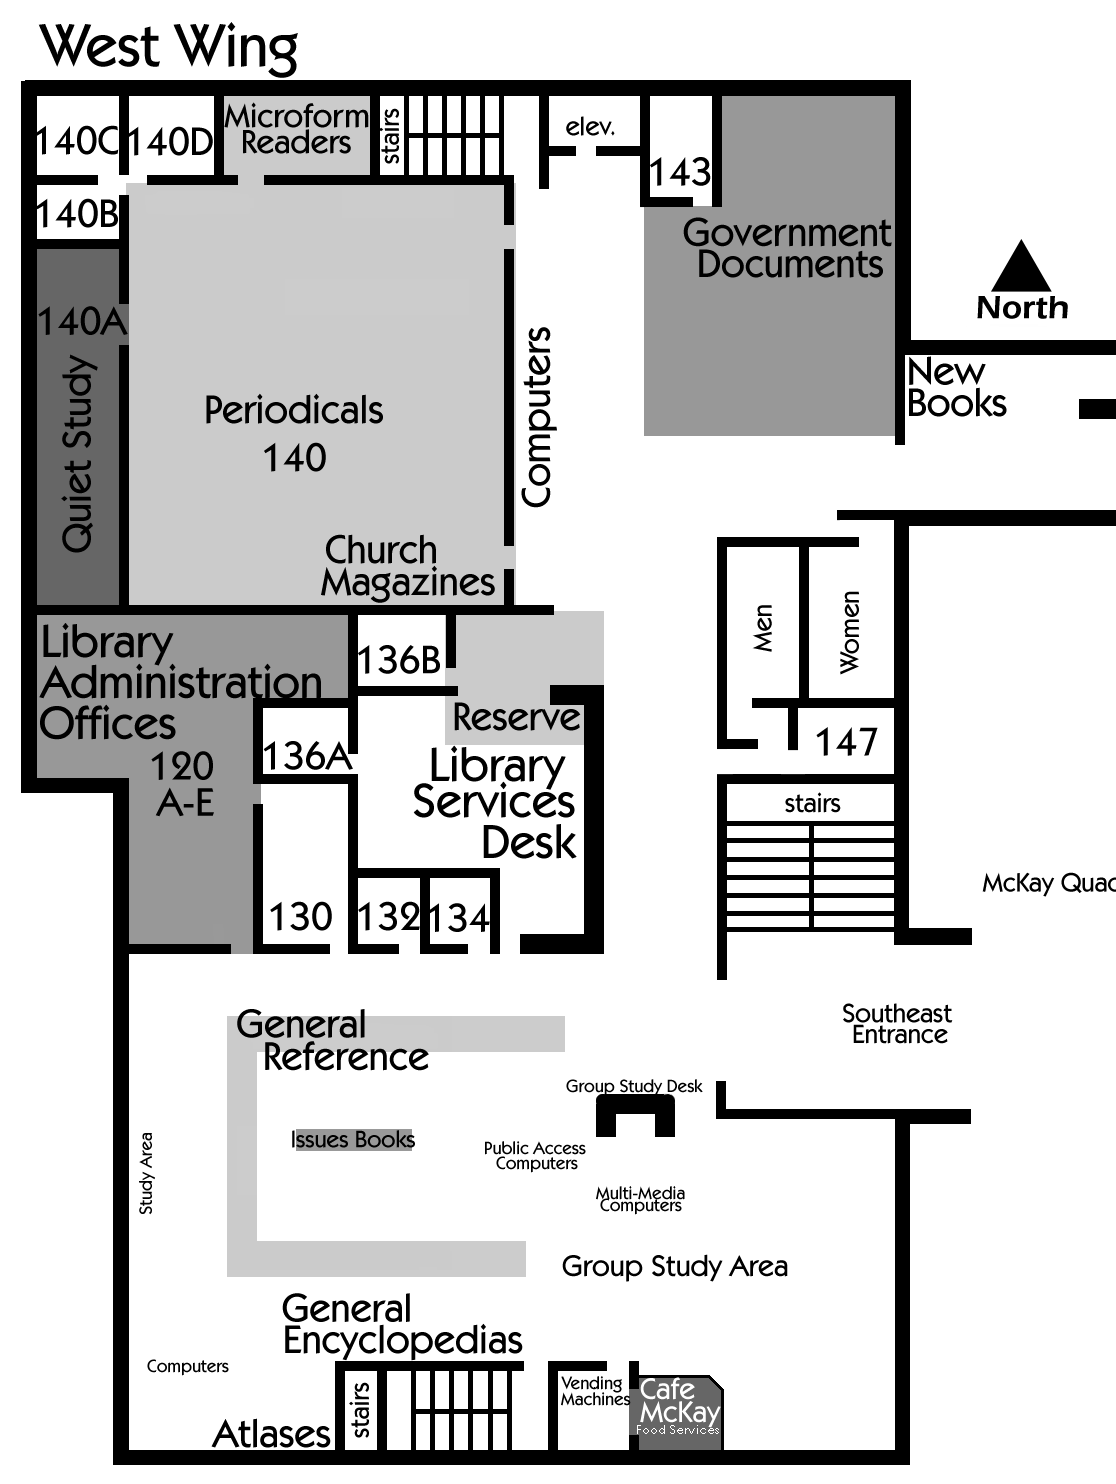 West Wing
140C
140D
Microform
Readers
stairs
elev.
143
140B
Government
Documents
North
140A
Quiet Study
Periodicals
140
Computers
New
Books
Church
Magazines
Library
Administration
Offices
120
A-E
136B
Reserve
136A
Library
Services
Desk
Men
Women
147
stairs
130
132
134
McKay Quad
Southeast
Entrance
General
Reference
Group Study Desk
Issues Books
Public Access
Computers
Study Area
Multi-Media
Computers
Group Study Area
General
Encyclopedias
Computers
Atlases
stairs
Vending
Machines
Cafe
McKay
Food Services